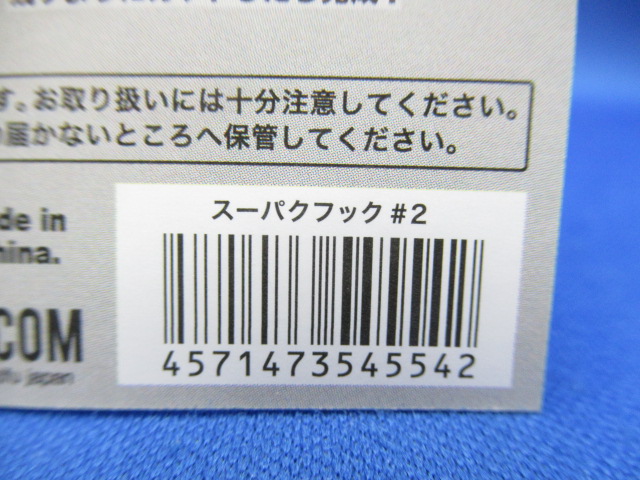 す。お取り扱いには十分注意してください。
届かないところへ保管してください。
スーパクフック #2
de in
hina.
COM
japan
4571473545542